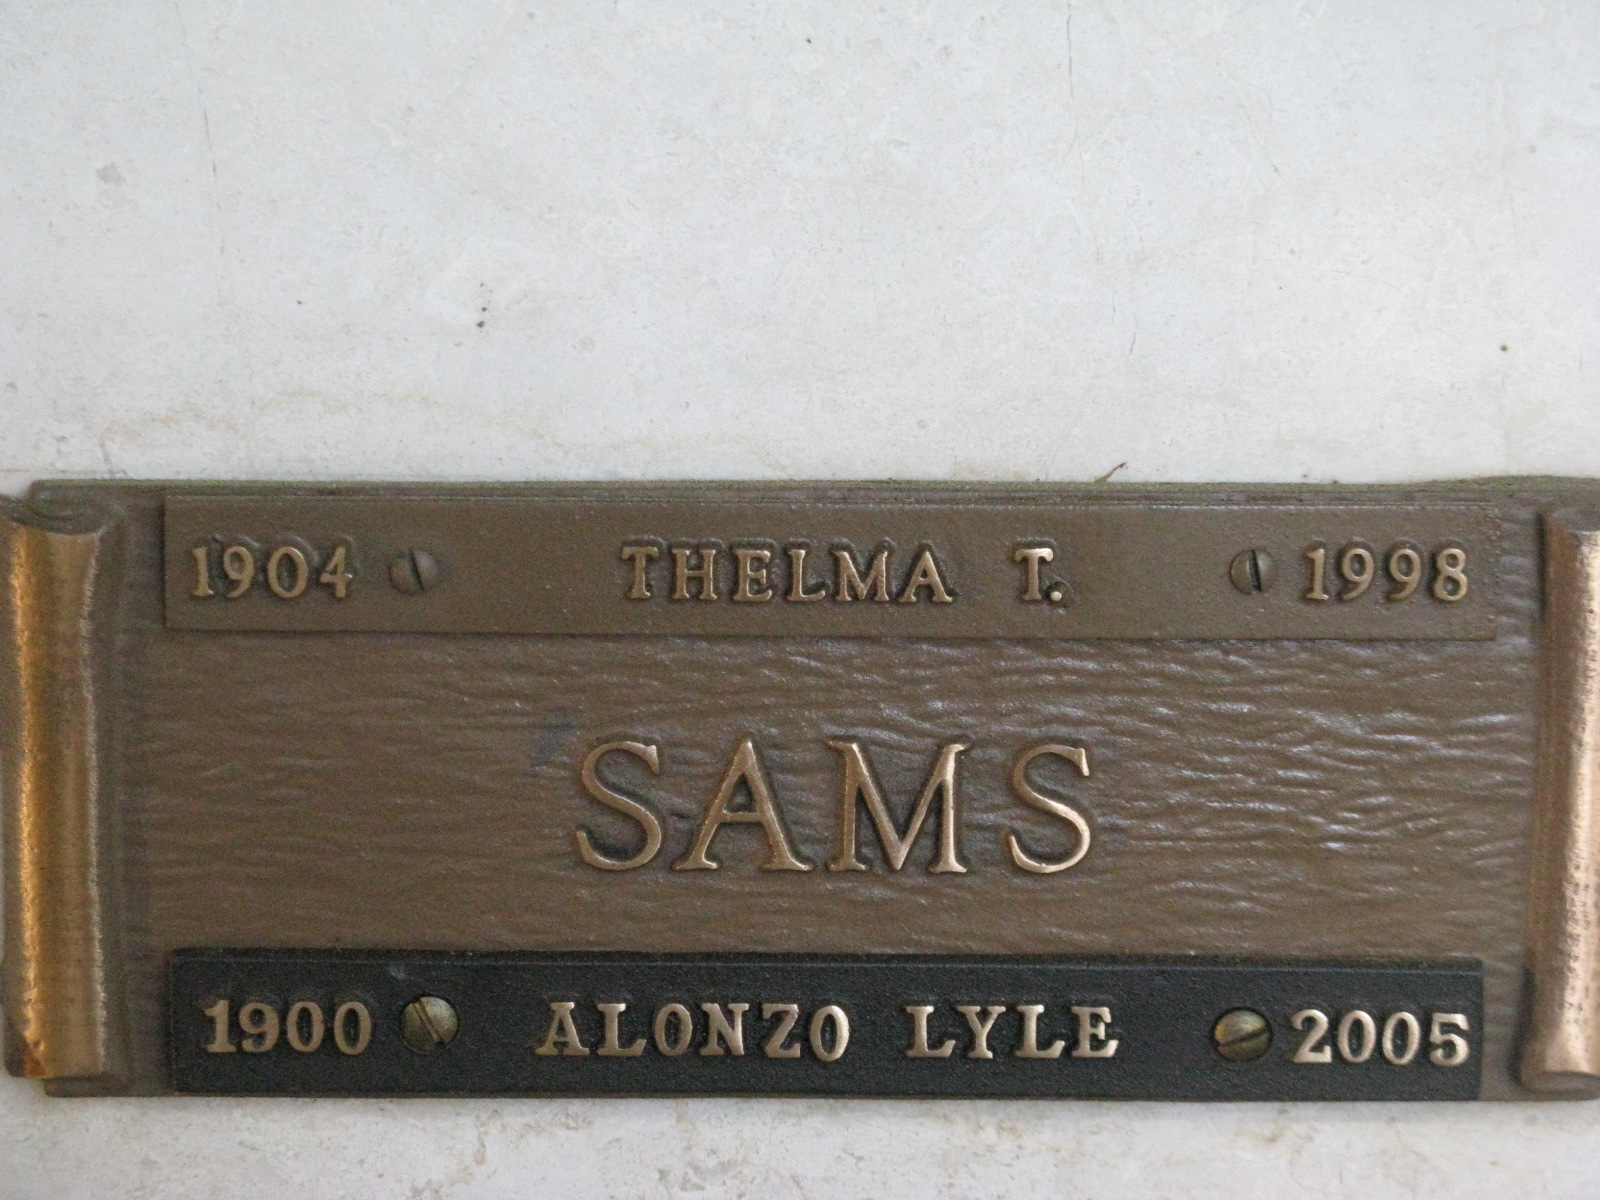 1904 THELMA T. 1998
SAMS
1900 ALONZO LYLE 2005